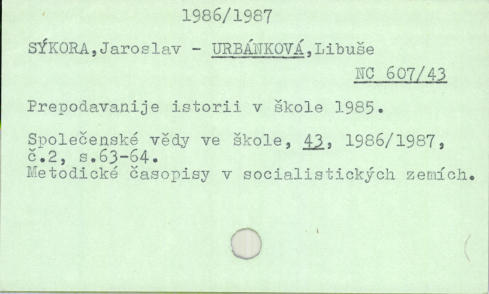 1986/1987
SÝKORA,Jaroslav - URBÁNKOVÁ,Libuše
NC 607/43
Prepodavanije istorii v škole 1985.
Společenské vědy ve škole, 43, 1986/1987,
č.2, s.63-64.
Metodické časopisy v socialistických zemích.